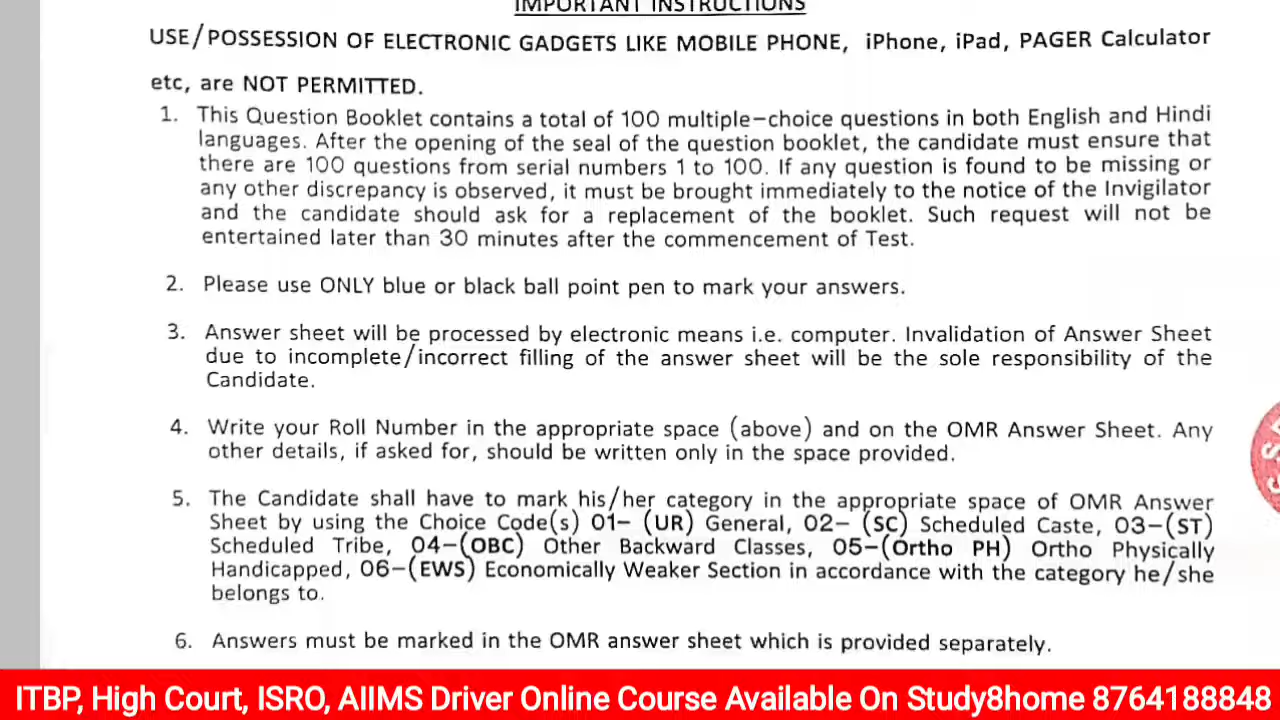 IMPORTANT INSTRUCTIONS
USE/POSSESSION OF ELECTRONIC GADGETS LIKE MOBILE PHONE, iPhone, iPad, PAGER Calculator
etc, are NOT PERMITTED.
1. This Question Booklet contains a total of 100 multiple-choice questions in both English and Hindi
languages. After the opening of the seal of the question booklet, the candidate must ensure that
there are 100 questions from serial numbers 1 to 100. If any question is found to be missing or
any other discrepancy is observed, it must be brought immediately to the notice of the Invigilator
and the candidate should ask for a replacement of the booklet. Such request will not be
entertained later than 30 minutes after the commencement of Test.
2. Please use ONLY blue or black ball point pen to mark your answers.
3. Answer sheet will be processed by electronic means i.e. computer. Invalidation of Answer Sheet
due to incomplete/incorrect filling of the answer sheet will be the sole responsibility of the
Candidate.
4. Write your Roll Number in the appropriate space (above) and on the OMR Answer Sheet. Any
other details, if asked for, should be written only in the space provided.
5. The Candidate shall have to mark his/her category in the appropriate space of OMR Answer
Sheet by using the Choice Code(s) 01- (UR) General, 02- (SC) Scheduled Caste, 03-(ST)
Scheduled Tribe, 04-(OBC) Other Backward Classes, 05-(Ortho PH) Ortho Physically
Handicapped, 06-(EWS) Economically Weaker Section in accordance with the category he/she
belongs to.
6. Answers must be marked in the OMR answer sheet which is provided separately.
ITBP, High Court, ISRO, AIIMS Driver Online Course Available On Study8home 8764188848